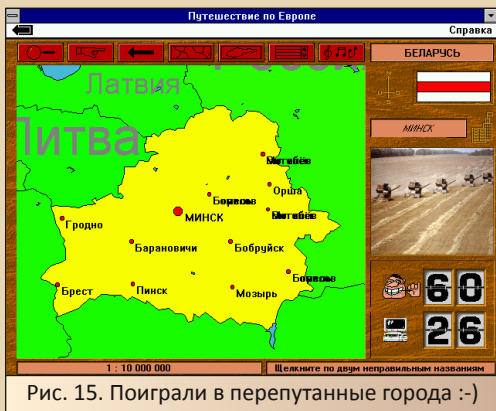 Путешествие по Европе
Справка
БЕЛАРУСЬ
Латвия
Литва
МИНСК
Орша
Гродно
МИНСК
Барановичи
Бобруйск
Брест
Пинск
Мозырь
60
26
1 : 10 000 000
Щелкните по двум неправильным названиям
Рис. 15. Поиграли в перепутанные города :-)